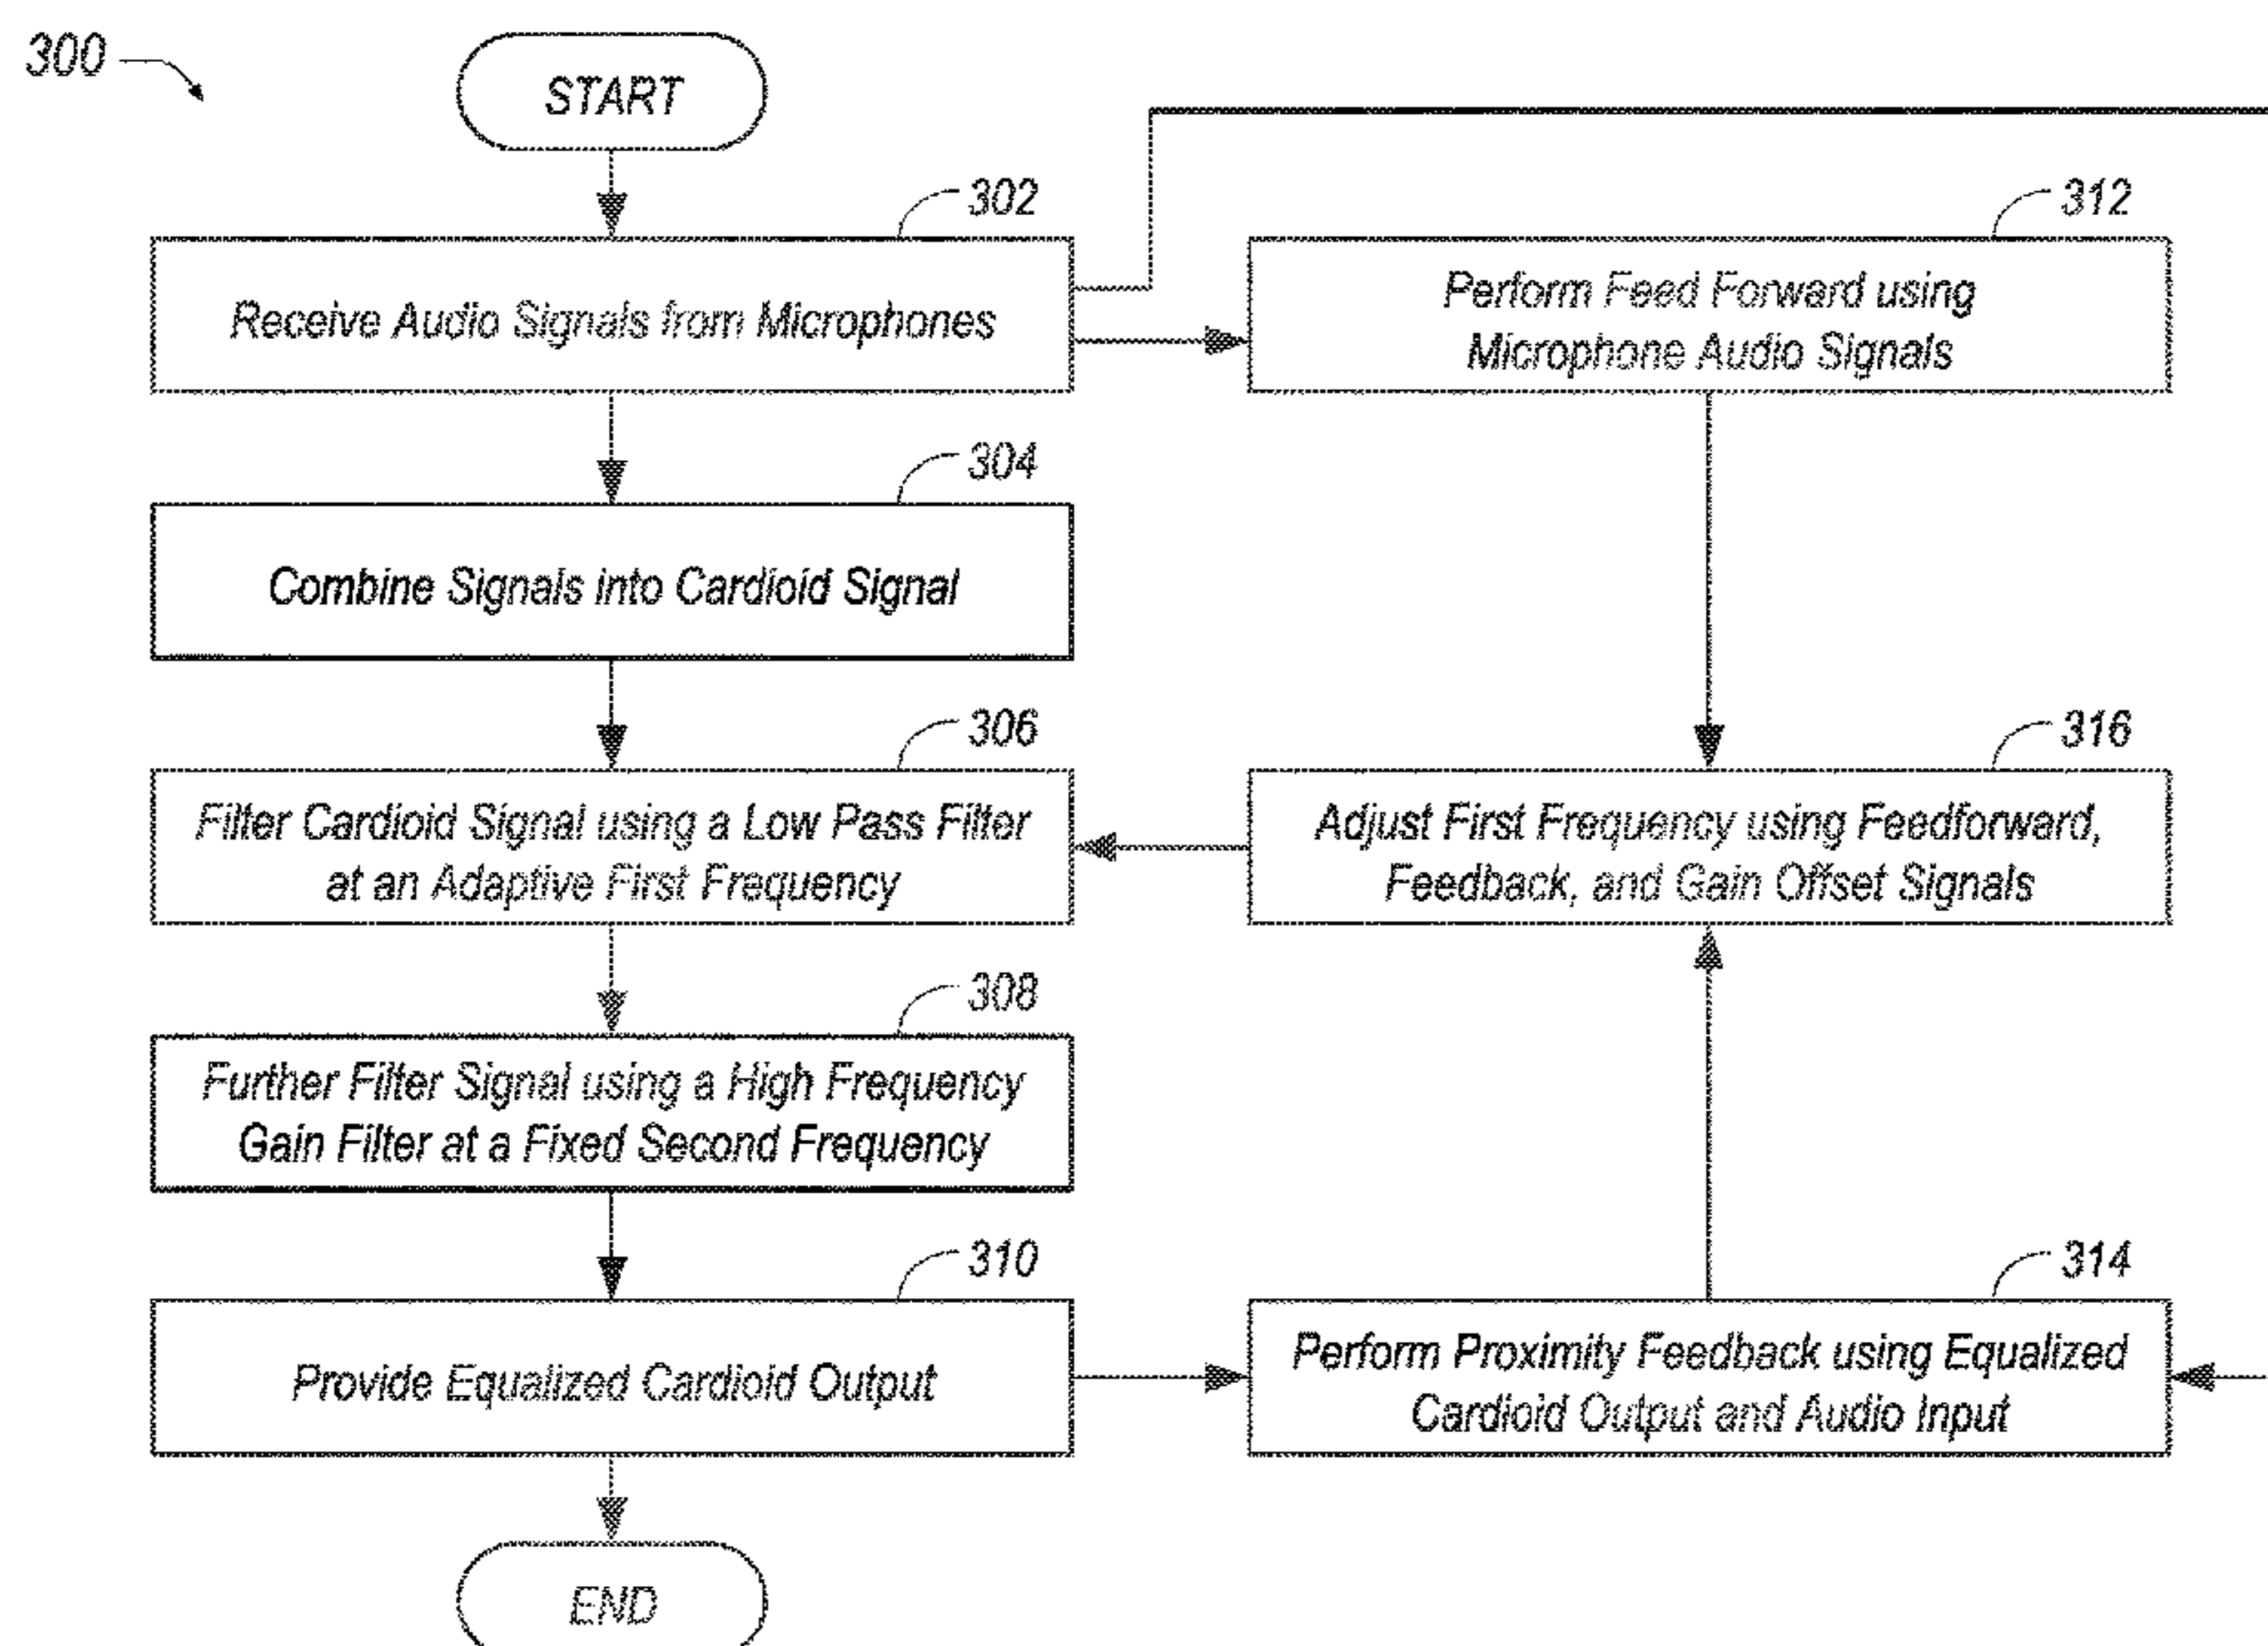 300
START
302
Receive Audio Signals from Microphones
312
Perform Feed Forward using
Microphone Audio Signals
304
Combine Signals into Cardioid Signal
306
Filter Cardioid Signal using a Low Pass Filter
at an Adaptive First Frequency
316
Adjust First Frequency using Feedforward,
Feedback, and Gain Offset Signals
308
Further Filter Signal using a High Frequency
Gain Filter at a Fixed Second Frequency
310
Provide Equalized Cardioid Output
314
Perform Proximity Feedback using Equalized
Cardioid Output and Audio Input
END